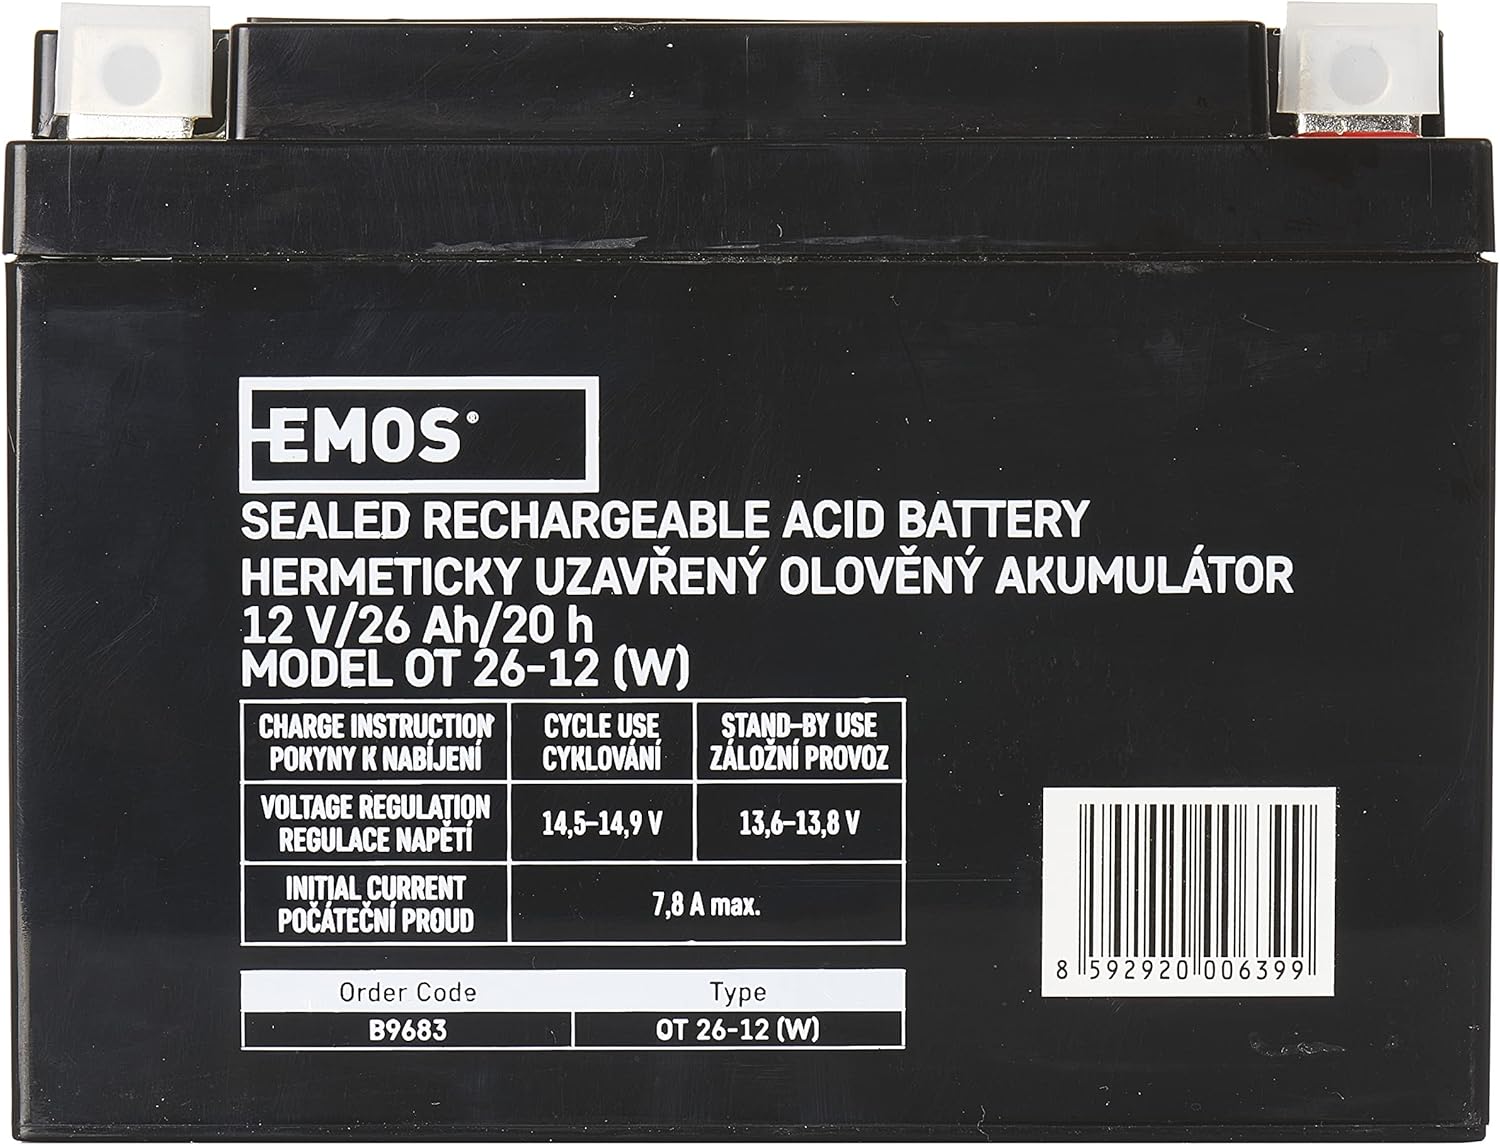 EMOS®
SEALED RECHARGEABLE ACID BATTERY
HERMETICKY UZAVŘENÝ OLOVĚNÝ AKUMULÁTOR
12 V/26 Ah/20 h
MODEL OT 26-12 (W)
CHARGE INSTRUCTION
POKYNY K NABÍJENÍ
CYCLE USE
CYKLOVÁNÍ
STAND-BY USE
ZÁLOŽNÍ PROVOZ
VOLTAGE REGULATION
REGULACE NAPĚTÍ
14,5–14,9 V
13,6–13,8 V
INITIAL CURRENT
POČÁTEČNÍ PROUD
7,8 A max.
Order Code
Type
B9683
OT 26-12 (W)
8 592920 006399